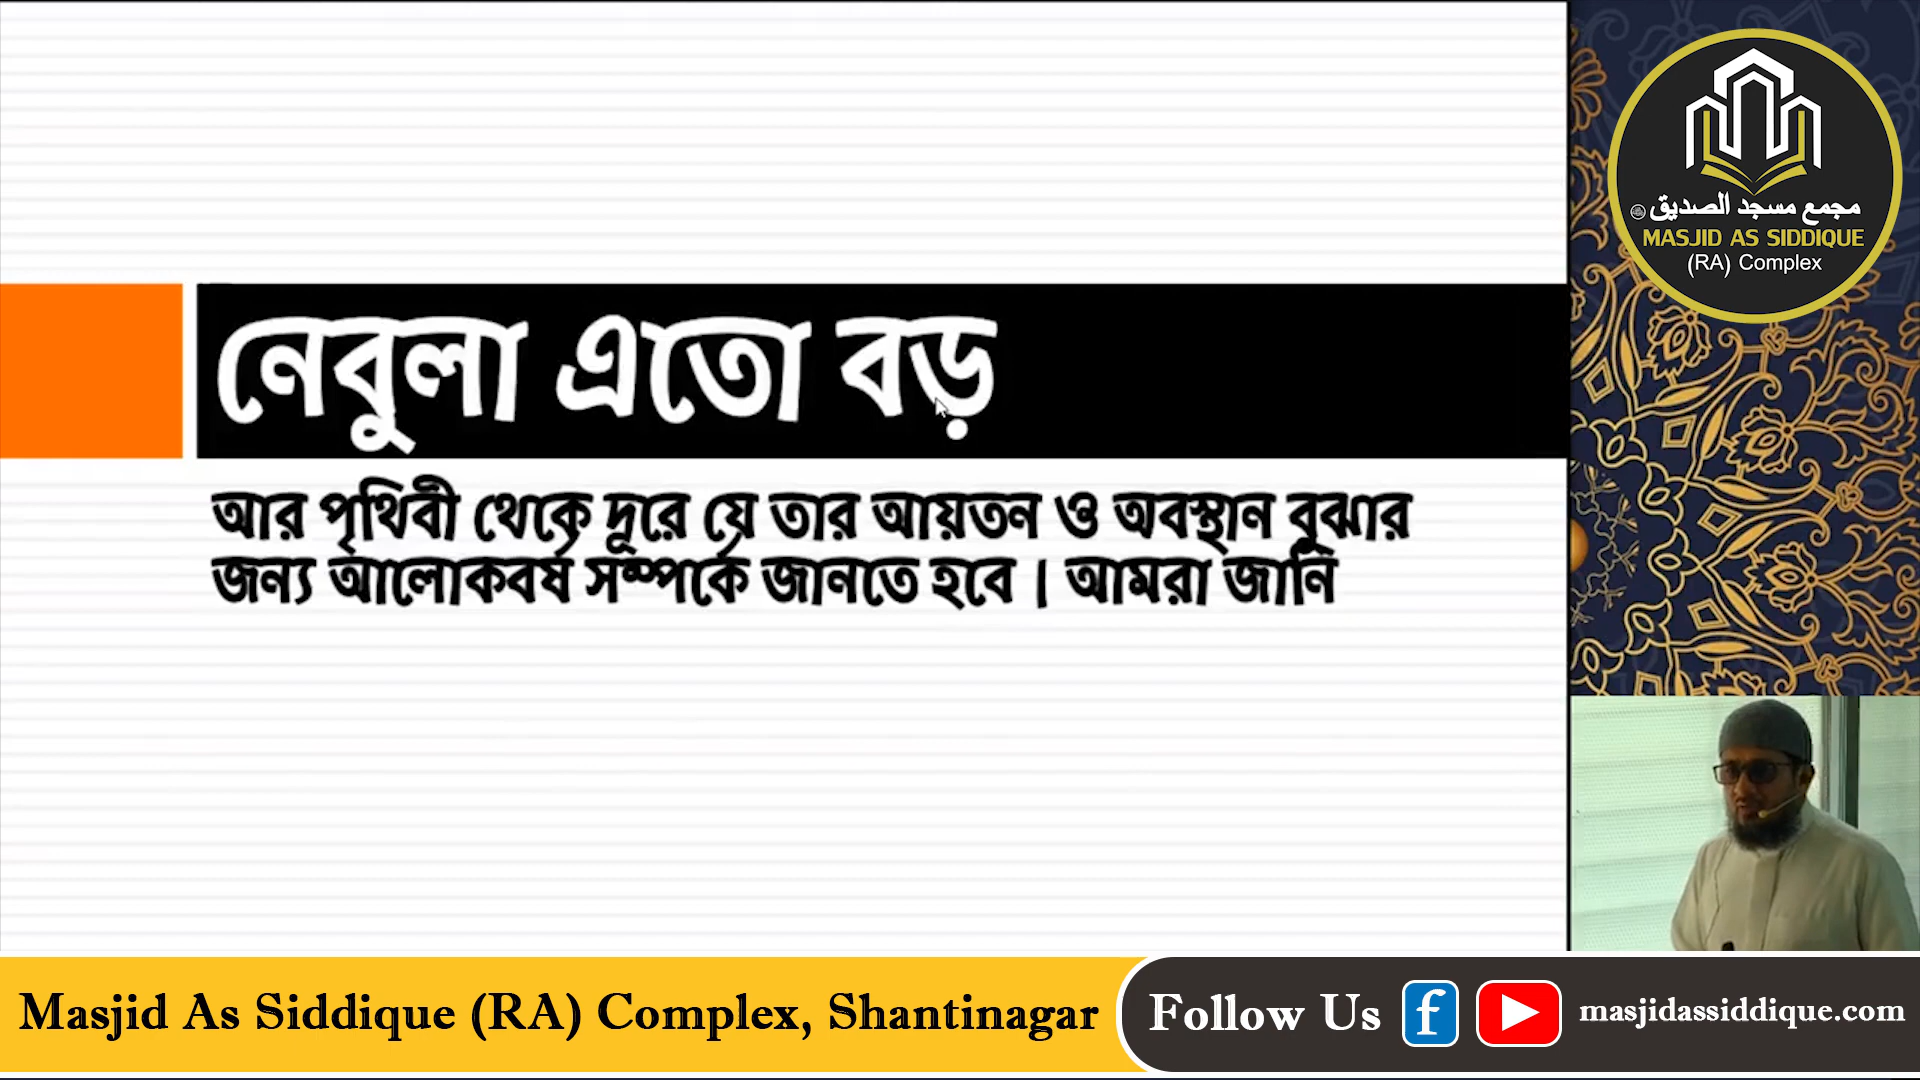 নেবুলা এতো বড়
আর পৃথিবী থেকে দূরে যে তার আয়তন ও অবস্থান বুঝার
জন্য আলোকবর্ষ সম্পর্কে জানতে হবে । আমরা জানি
مجمع مسجد الصديق
MASJID AS SIDDIQUE
(RA) Complex
Masjid As Siddique (RA) Complex, Shantinagar
Follow Us
masjidassiddique.com